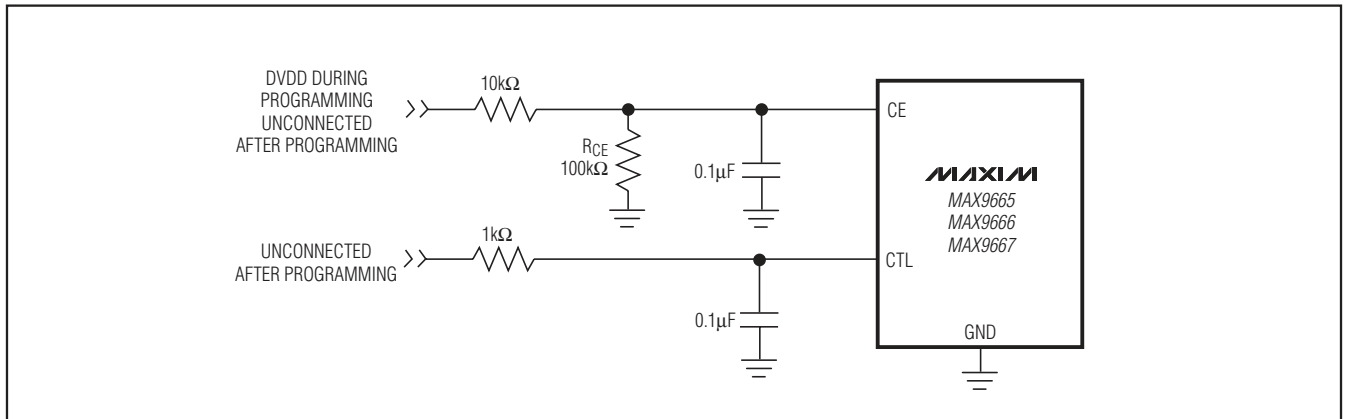 DVDD DURING
PROGRAMMING
UNCONNECTED
AFTER PROGRAMMING
10kΩ
RCE
100kΩ
0.1µF
CE
MAXIM
MAX9665
MAX9666
MAX9667
UNCONNECTED
AFTER PROGRAMMING
1kΩ
CTL
0.1µF
GND